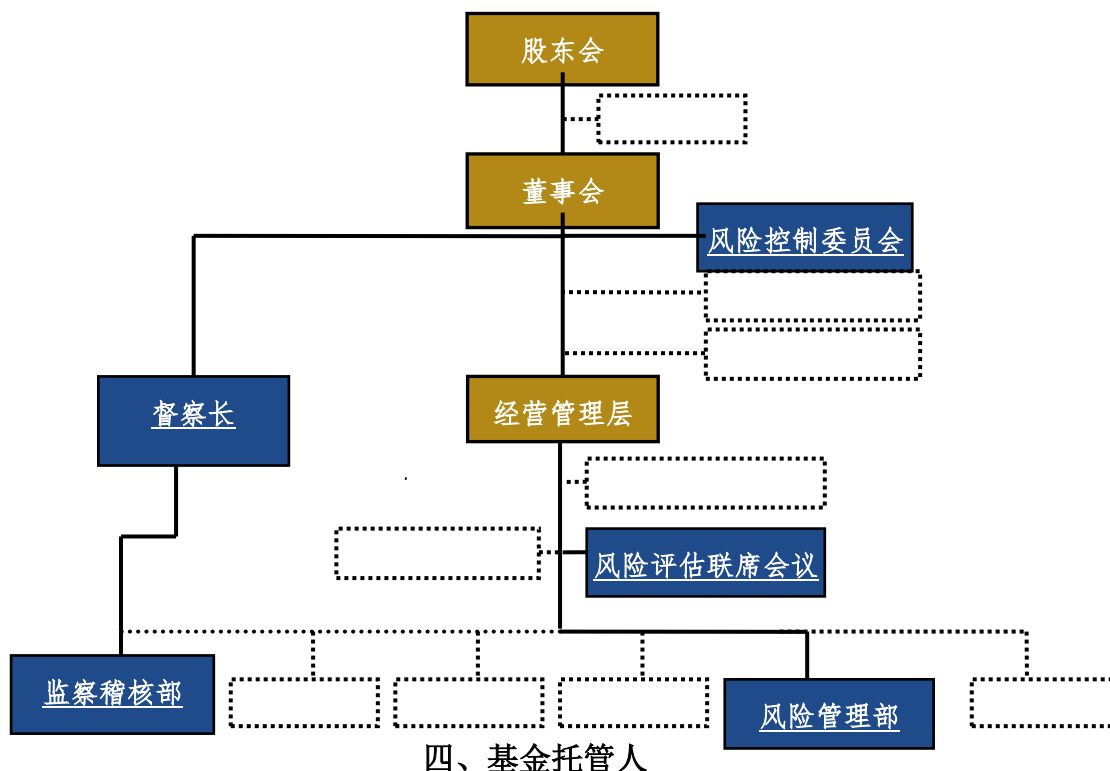 股东会
董事会
风险控制委员会
督察长
经营管理层
风险评估联席会议
监察稽核部
风险管理部
四、基金托管人